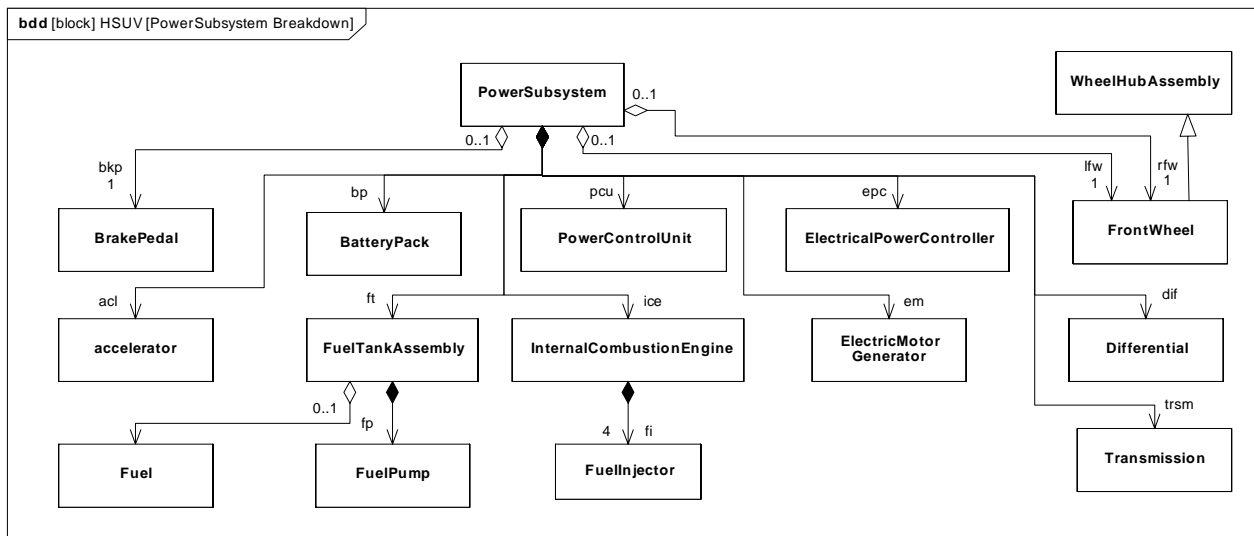 bdd [block] HSUV [PowerSubsystem Breakdown]
PowerSubsystem
WheelHubAssembly
0..1
0..1
0..1
bkp
1
bp
pcu
epc
lfw
1
rfw
1
BrakePedal
BatteryPack
PowerControlUnit
ElectricalPowerController
FrontWheel
acl
ft
ice
em
dif
accelerator
FuelTankAssembly
InternalCombustionEngine
ElectricMotor
Generator
Differential
0..1
fp
4
fi
trsm
Fuel
FuelPump
FuelInjector
Transmission